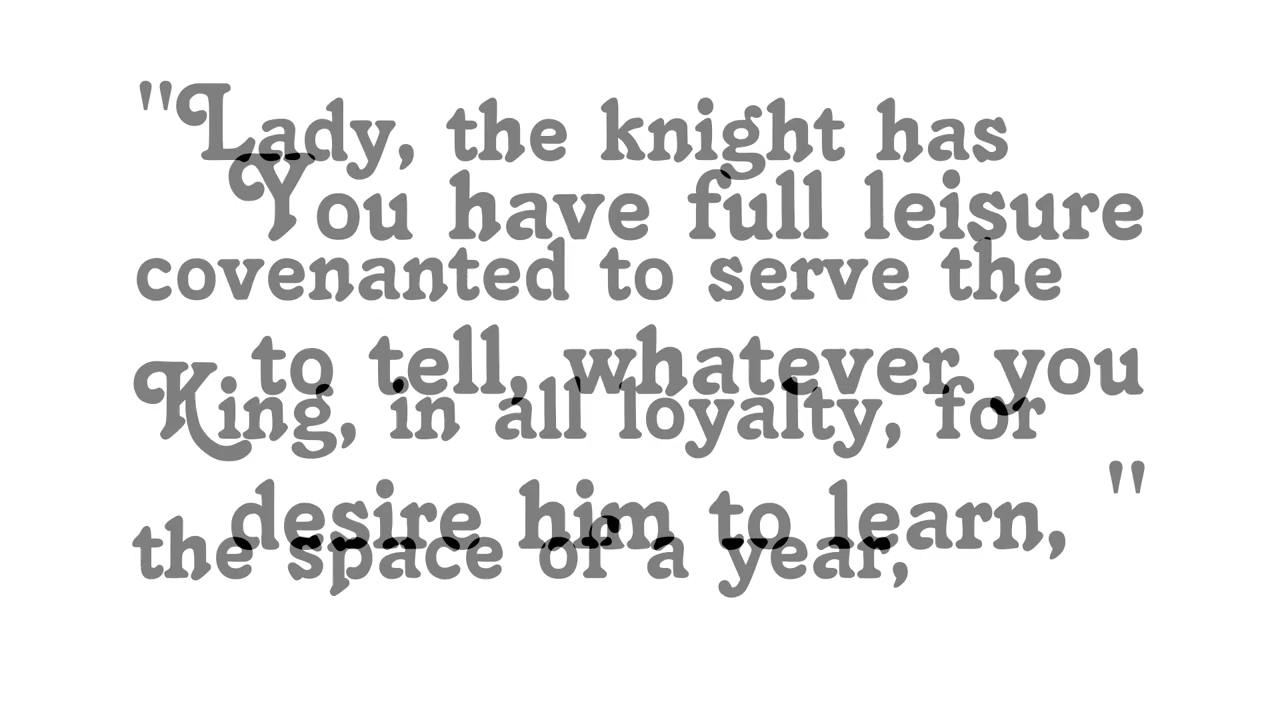 "Lady, the knight has
You have full leisure
covenanted to serve the
to tell, whatever you
King, in all loyalty, for
desire him to learn, "
the space of a year,